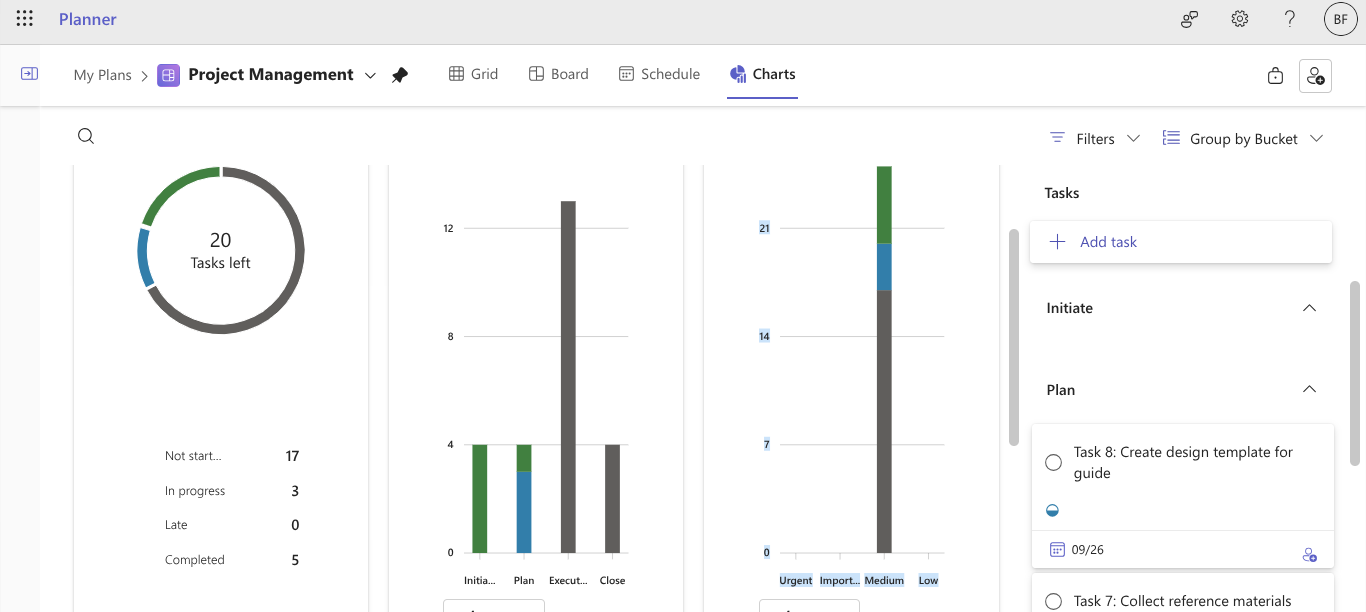 Planner
BF
My Plans
Project Management
Grid
Board
Schedule
Charts
Filters
Group by Bucket
20
Tasks left
Not start... 17
In progress 3
Late 0
Completed 5
12
8
4
0
Initia... Plan Execut... Close
21
14
7
0
Urgent Import... Medium Low
Tasks
Add task
Initiate
Plan
Task 8: Create design template for
guide
09/26
Task 7: Collect reference materials